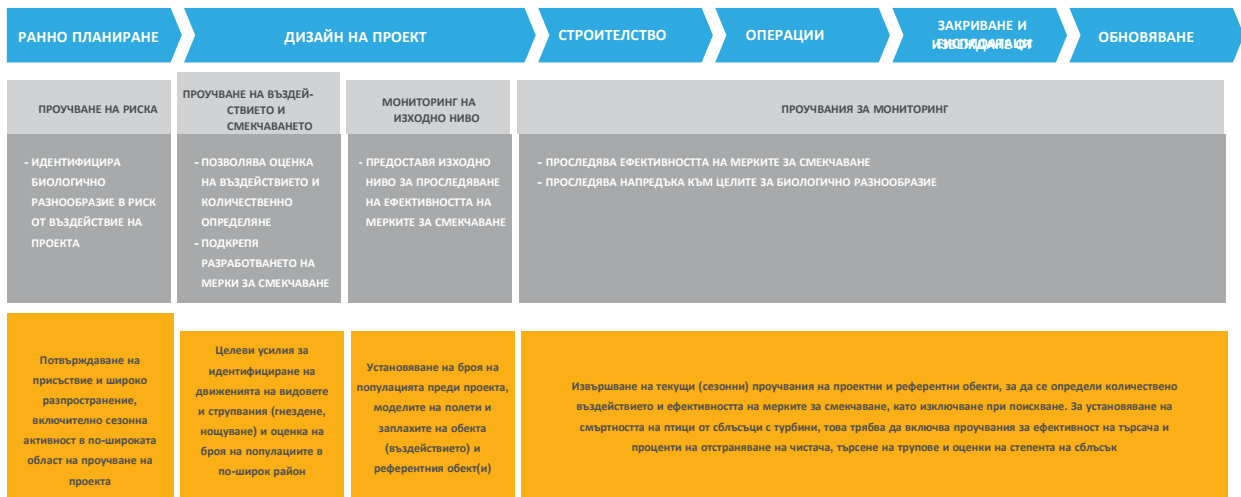 РАННО ПЛАНИРАНЕ
ДИЗАЙН НА ПРОЕКТ
СТРОИТЕЛСТВО
ОПЕРАЦИИ
ЗАКРИВАНЕ И
ИЗВЕЖДАНЕ ОТ
ОБНОВЯВАНЕ
ПРОУЧВАНЕ НА РИСКА
ПРОУЧВАНЕ НА ВЪЗДЕЙ-
СТВИЕТО И
СМЕКЧАВАНЕТО
МОНИТОРИНГ НА
ИЗХОДНО НИВО
ПРОУЧВАНИЯ ЗА МОНИТОРИНГ
- ИДЕНТИФИЦИРА
БИОЛОГИЧНО
РАЗНООБРАЗИЕ В РИСК
ОТ ВЪЗДЕЙСТВИЕ НА
ПРОЕКТА
- ПОЗВОЛЯВА ОЦЕНКА
НА ВЪЗДЕЙСТВИЕТО И
КОЛИЧЕСТВЕНО
ОПРЕДЕЛЯНЕ
- ПОДКРЕПЯ
РАЗРАБОТВАНЕТО НА
МЕРКИ ЗА СМЕКЧАВАНЕ
- ПРЕДОСТАВЯ ИЗХОДНО
НИВО ЗА ПРОСЛЕДЯВАНЕ
НА ЕФЕКТИВНОСТТА НА
МЕРКИТЕ ЗА СМЕКЧАВАНЕ
- ПРОСЛЕДЯВА ЕФЕКТИВНОСТТА НА МЕРКИТЕ ЗА СМЕКЧАВАНЕ
- ПРОСЛЕДЯВА НАПРЕДЪКА КЪМ ЦЕЛИТЕ ЗА БИОЛОГИЧНО РАЗНООБРАЗИЕ
Потвърждаване на
присъствие и широко
разпространение,
включително сезонна
активност в по-широката
област на проучване на
проекта
Целеви усилия за
идентифициране на
движенията на видовете
и струпвания (гнездене,
нощуване) и оценка на
броя на популациите в
по-широк район
Установяване на броя на
популацията преди проекта,
моделите на полети и
заплахите на обекта
(въздействието) и
референтния обект(и)
Извършване на текущи (сезонни) проучвания на проектни и референтни обекти, за да се определи количествено
въздействието и ефективността на мерките за смекчаване, като изключване при поискване. За установяване на
смъртността на птици от сблъсъци с турбини, това трябва да включва проучвания за ефективност на търсача и
проценти на отстраняване на чистача, търсене на трупове и оценки на степента на сблъсък